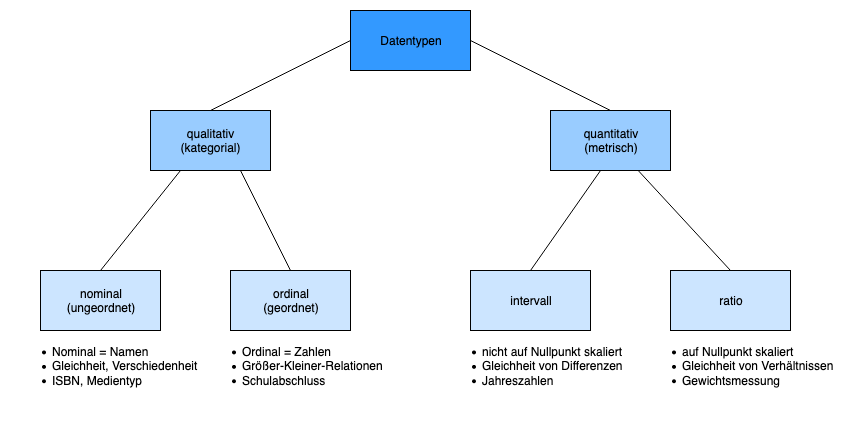 Datentypen
qualitativ
(kategorial)
quantitativ
(metrisch)
nominal
(ungeordnet)
ordinal
(geordnet)
intervall
ratio
• Nominal = Namen
• Gleichheit, Verschiedenheit
• ISBN, Medientyp
• Ordinal = Zahlen
• Größer-Kleiner-Relationen
• Schulabschluss
• nicht auf Nullpunkt skaliert
• Gleichheit von Differenzen
• Jahreszahlen
• auf Nullpunkt skaliert
• Gleichheit von Verhältnissen
• Gewichtsmessung